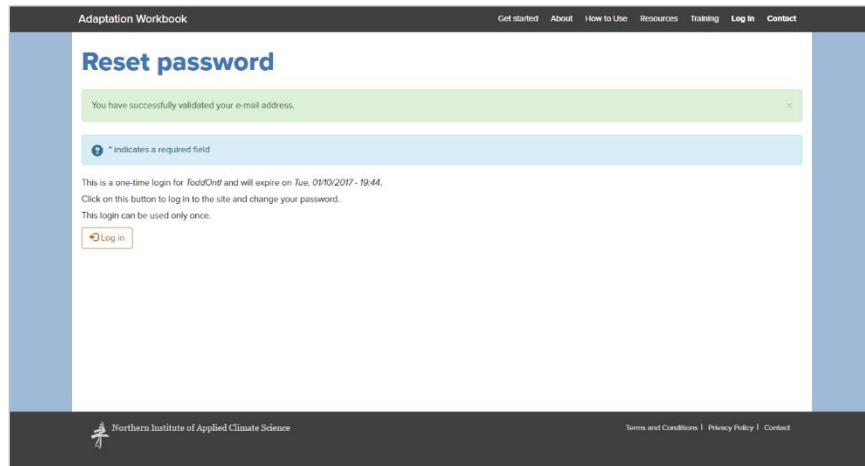 Adaptation Workbook
Get started About How to Use Resources Training Log In Contact
Reset password
You have successfully validated your e-mail address.
×
* indicates a required field
This is a one-time login for ToddOntl and will expire on Tue, 01/10/2017 - 19:44.
Click on this button to log in to the site and change your password.
This login can be used only once.
Log in
Northern Institute of Applied Climate Science
Terms and Conditions | Privacy Policy | Contact